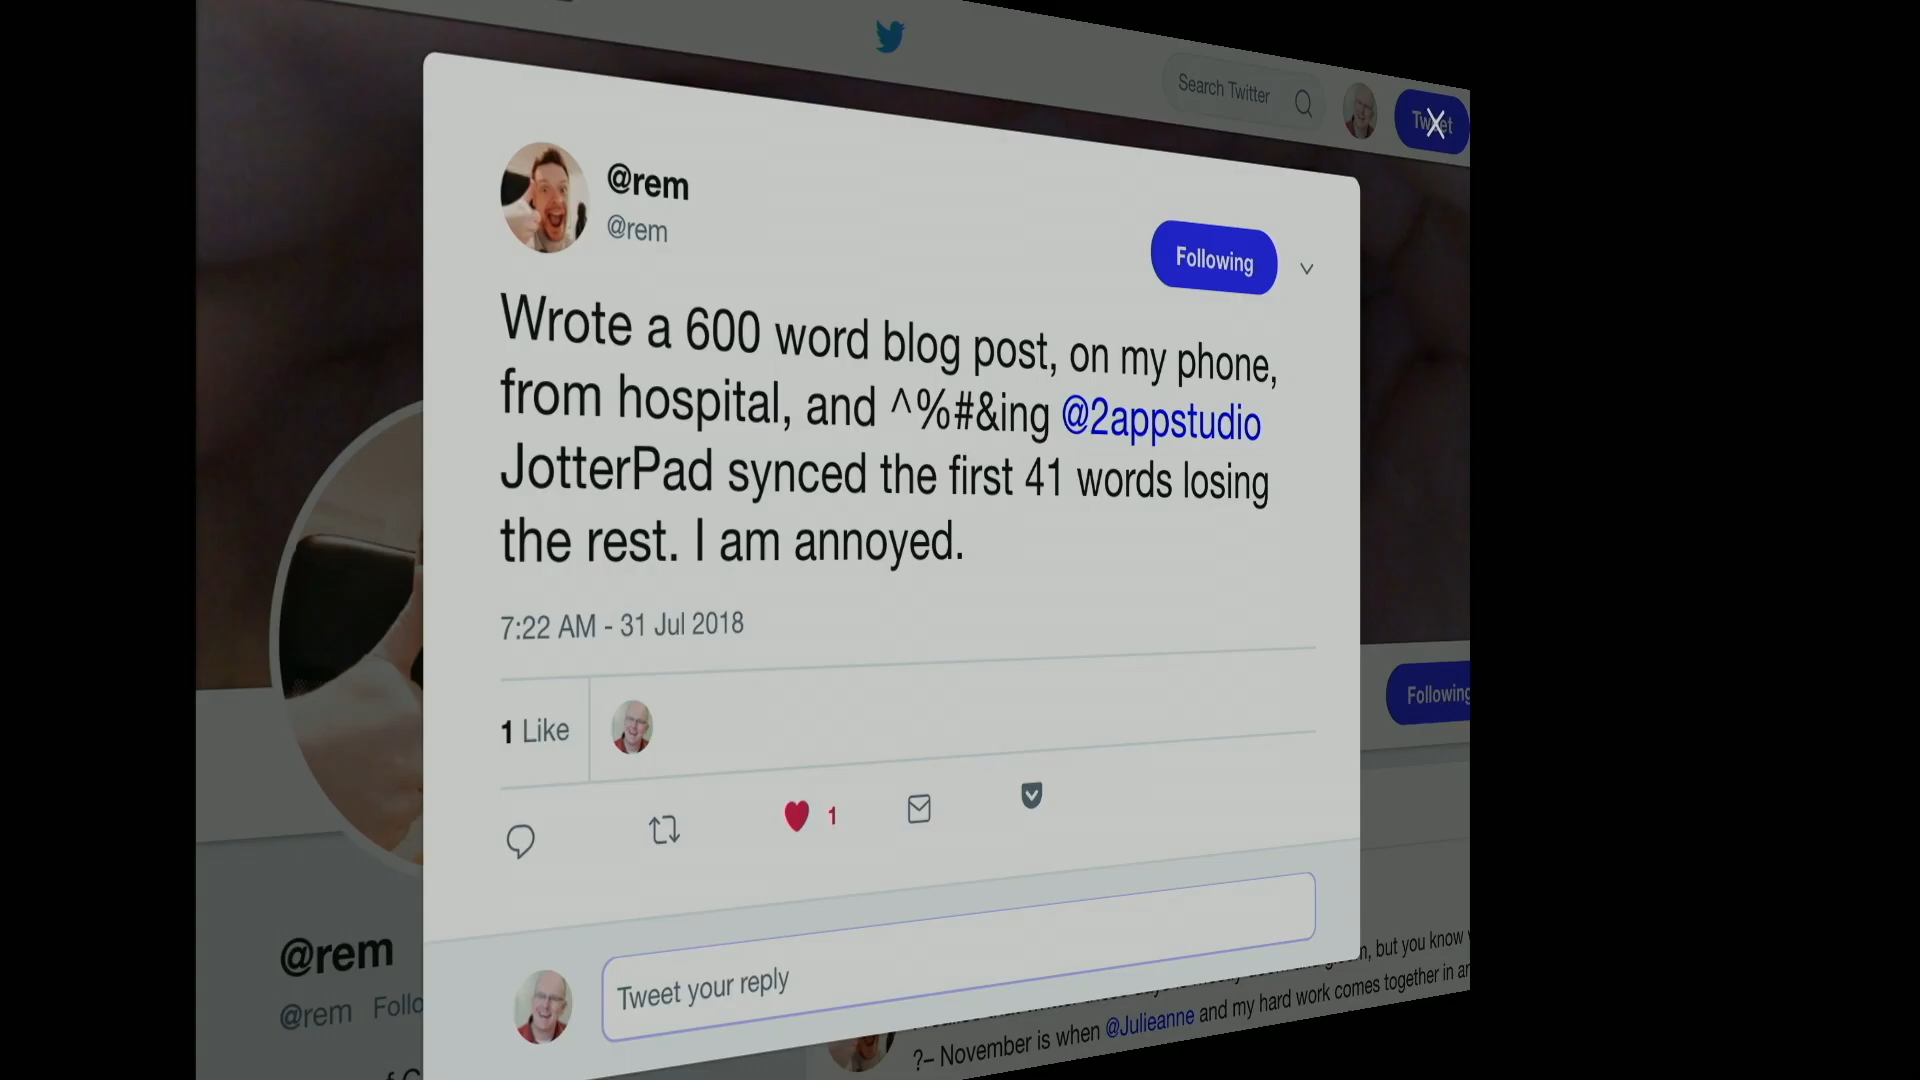 Search Twitter
Tweet
@rem
@rem
Following
Wrote a 600 word blog post, on my phone,
from hospital, and ^%#&ing @2appstudio
JotterPad synced the first 41 words losing
the rest. I am annoyed.
7:22 AM - 31 Jul 2018
Following
1 Like
1
Tweet your reply
@rem
@rem Follo
but you know
and my hard work comes together in
?– November is when @Julieanne